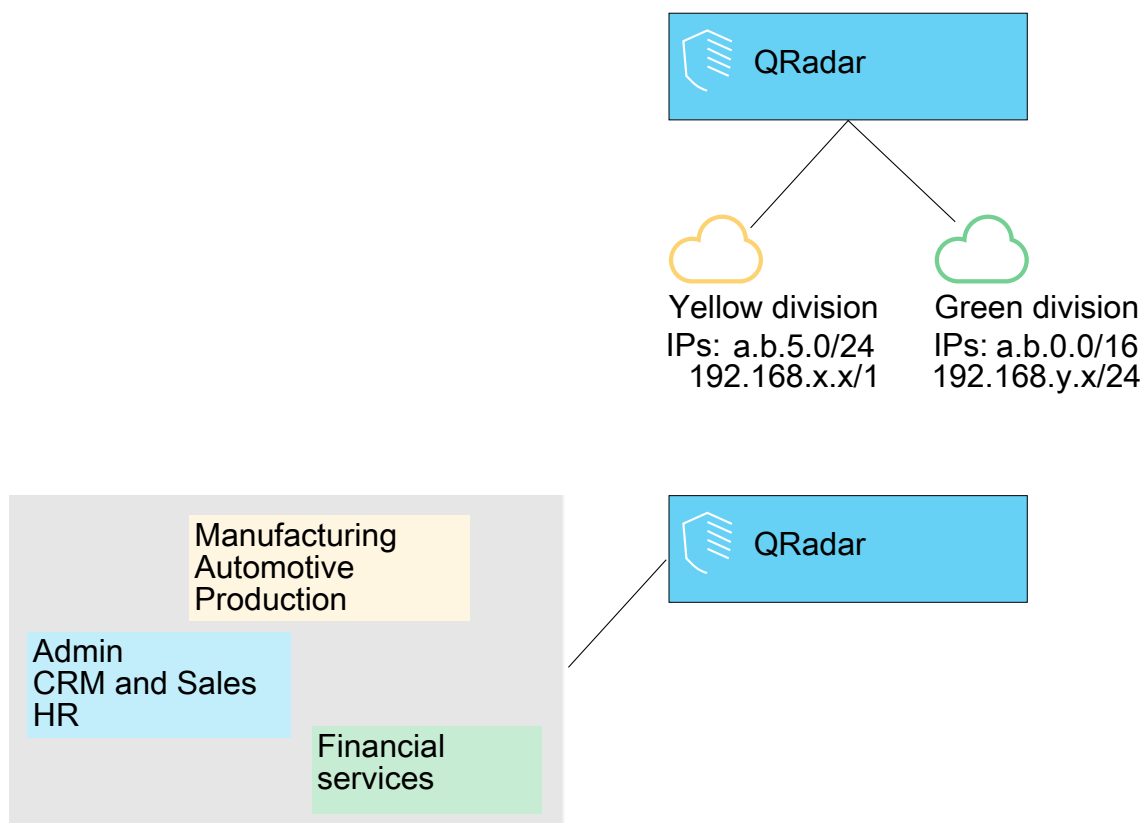 QRadar
Yellow division
IPs: a.b.5.0/24
192.168.x.x/1
Green division
IPs: a.b.0.0/16
192.168.y.x/24
QRadar
Manufacturing
Automotive
Production
Admin
CRM and Sales
HR
Financial
services